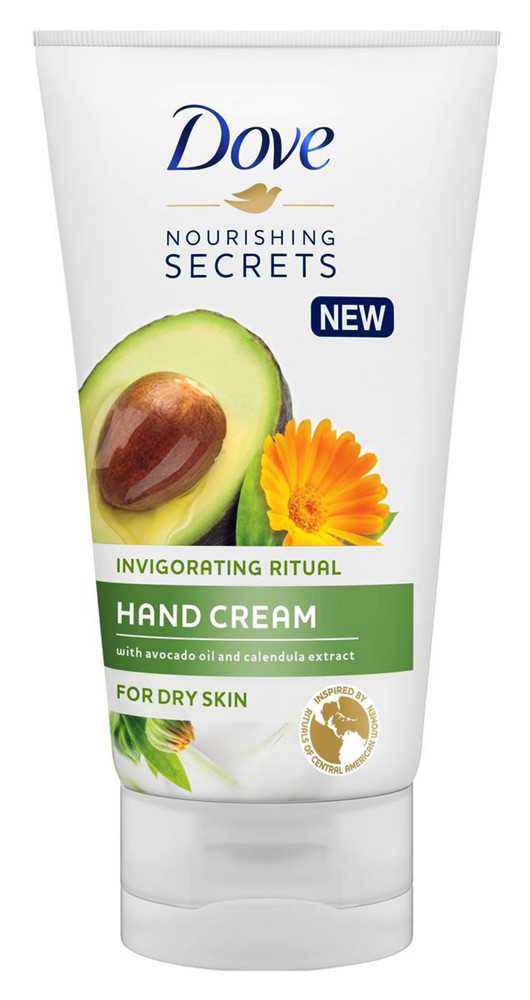 Dove
NOURISHING
SECRETS
NEW
INVIGORATING RITUAL
HAND CREAM
with avocado oil and calendula extract
FOR DRY SKIN
INSPIRED BY
RITUALS OF CENTRAL AMERICAN WOMEN